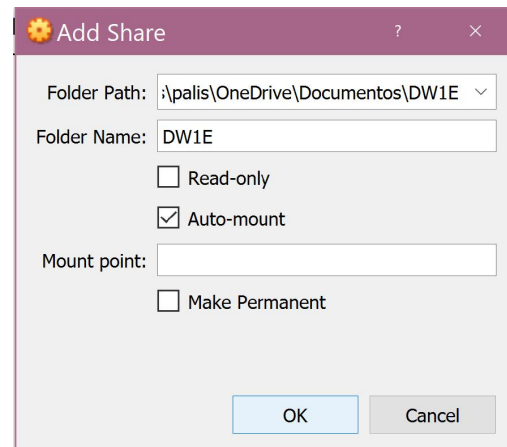 Add Share
Folder Path: :\palis\OneDrive\Documentos\DW1E
Folder Name: DW1E
Read-only
Auto-mount
Mount point:
Make Permanent
OK Cancel